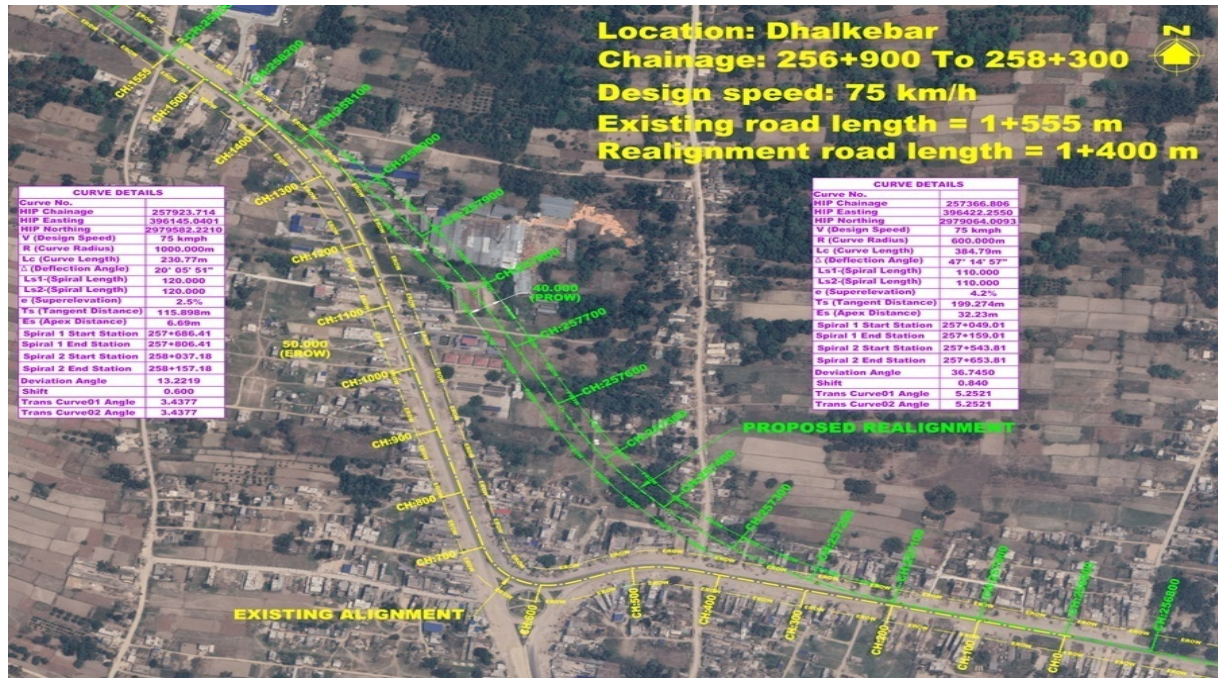 Location: Dhalkebar
Chainage: 256+900 To 258+300
Design speed: 75 km/h
Existing road length = 1+555 m
Realignment road length = 1+400 m
N
CURVE DETAILS
Curve No.
HIP Chainage 257923.714
HIP Easting 396145.0401
HIP Northing 2979582.2210
V (Design Speed) 75 kmph
R (Curve Radius) 1000.000m
Lc (Curve Length) 230.77m
Δ (Deflection Angle) 20° 05' 51"
Ls1-(Spiral Length) 120.000
Ls2-(Spiral Length) 120.000
e (Superelevation) 2.5%
Ts (Tangent Distance) 115.898m
Es (Apex Distance) 6.69m
Spiral 1 Start Station 257+686.41
Spiral 1 End Station 257+806.41
Spiral 2 Start Station 258+037.18
Spiral 2 End Station 258+157.18
Deviation Angle 13.2219
Shift 0.600
Trans Curve01 Angle 3.4377
Trans Curve02 Angle 3.4377
CURVE DETAILS
Curve No.
HIP Chainage 257366.806
HIP Easting 396422.2550
HIP Northing 2979064.0093
V (Design Speed) 75 kmph
R (Curve Radius) 600.000m
Lc (Curve Length) 384.79m
Δ (Deflection Angle) 47° 14' 57"
Ls1-(Spiral Length) 110.000
Ls2-(Spiral Length) 110.000
e (Superelevation) 4.2%
Ts (Tangent Distance) 199.274m
Es (Apex Distance) 32.23m
Spiral 1 Start Station 257+049.01
Spiral 1 End Station 257+159.01
Spiral 2 Start Station 257+543.81
Spiral 2 End Station 257+653.81
Deviation Angle 36.7450
Shift 0.840
Trans Curve01 Angle 5.2521
Trans Curve02 Angle 5.2521
CH:1555
CH:1500
CH:1400
CH:1300
CH:1200
CH:1100
CH:1000
CH:900
CH:800
CH:700
CH:600
CH:500
CH:400
CH:300
CH:200
CH:100
CH:0
CH:258200
CH:258100
CH:257900
CH:257700
CH:257600
CH:257300
CH:256800
40.000
(PROW)
50.000
(EROW)
PROPOSED REALIGNMENT
EXISTING ALIGNMENT
EROW